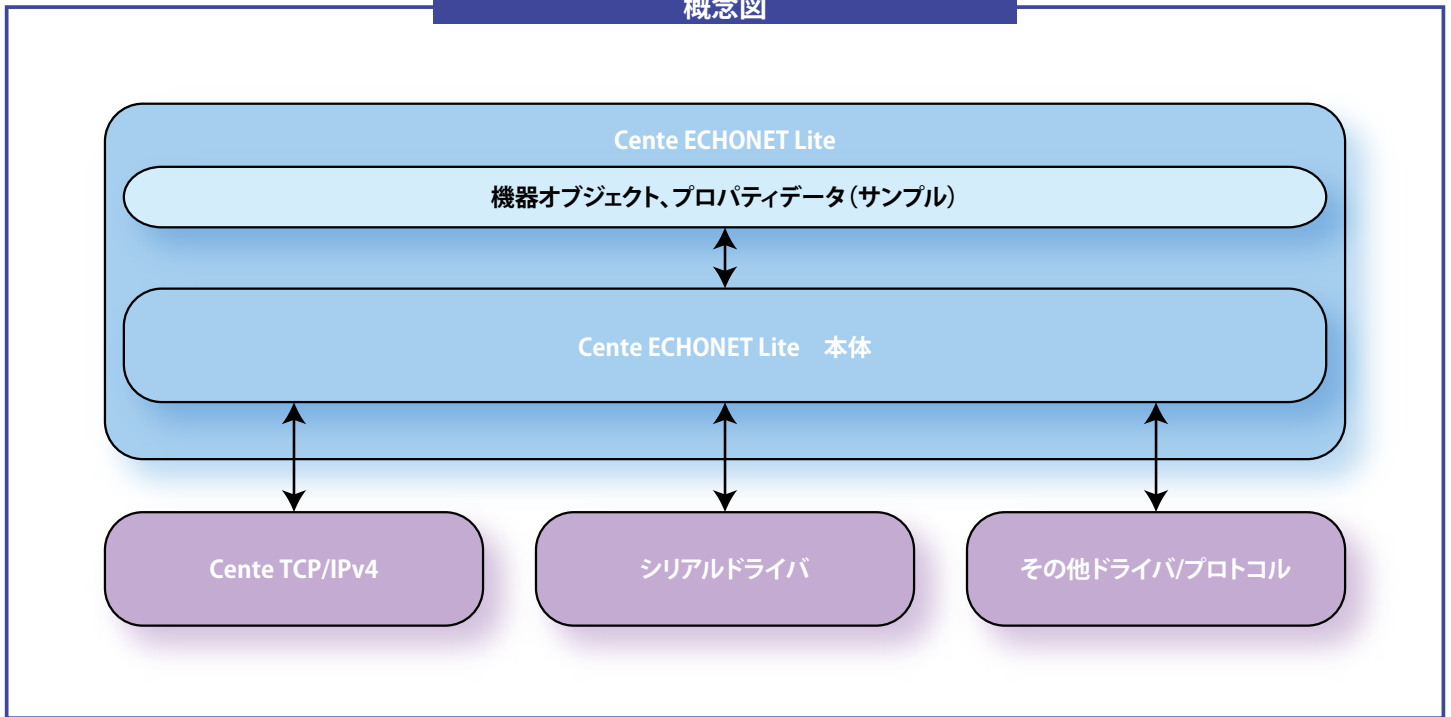 概念図
Cente ECHONET Lite
機器オブジェクト、プロパティデータ（サンプル）
Cente ECHONET Lite　本体
Cente TCP/IPv4
シリアルドライバ
その他ドライバ/プロトコル